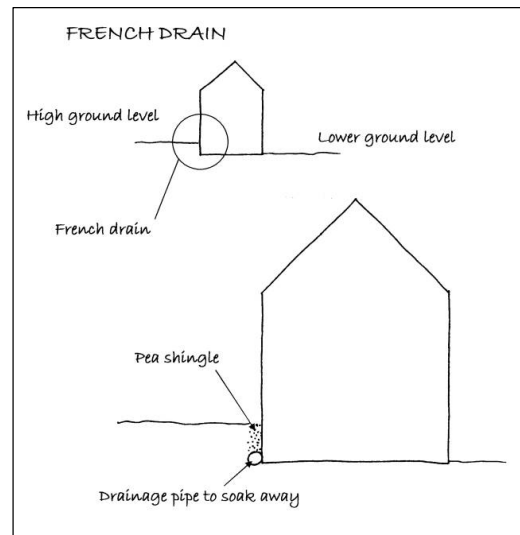 FRENCH DRAIN
High ground level
Lower ground level
French drain
Pea shingle
Drainage pipe to soak away